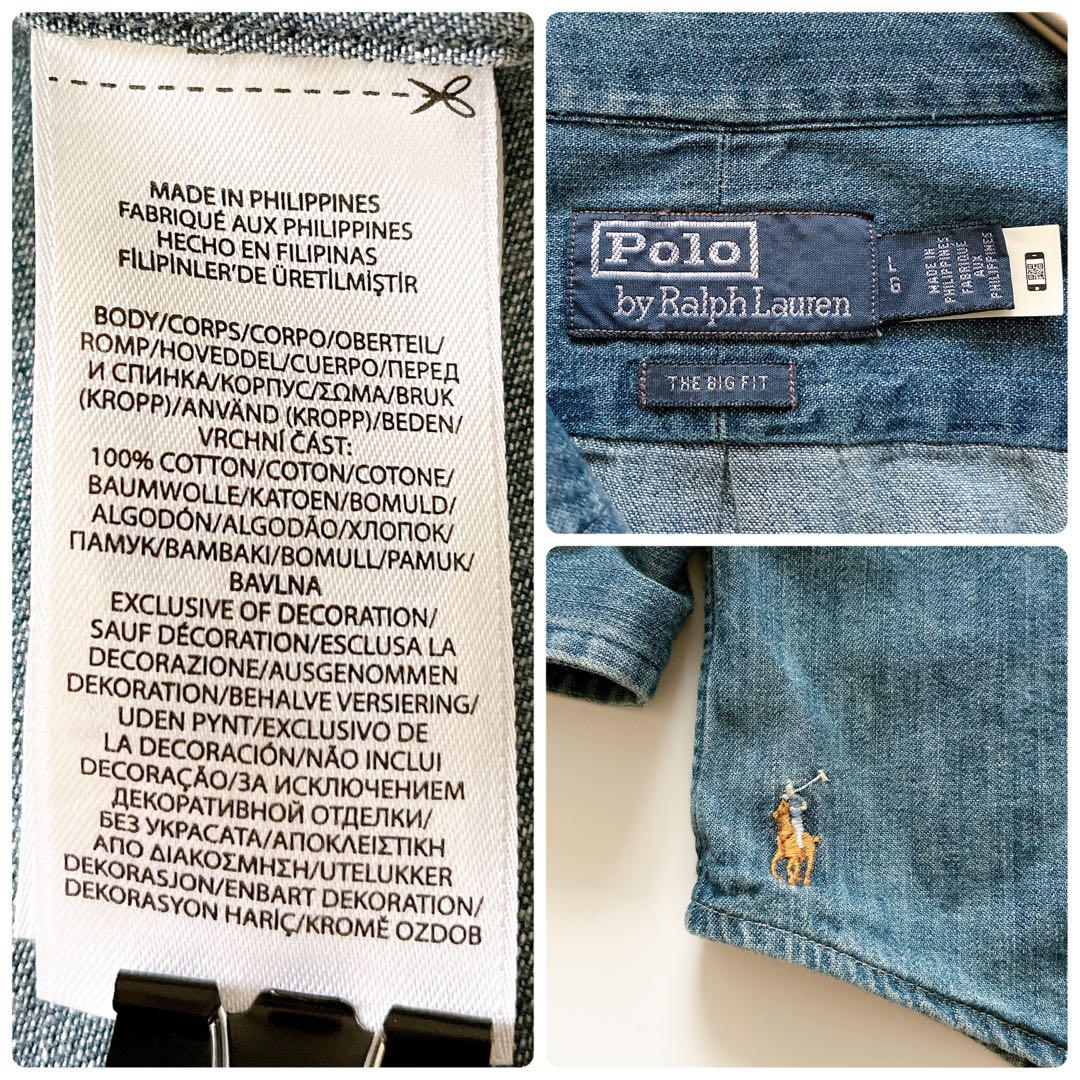 MADE IN PHILIPPINES
FABRIQUÉ AUX PHILIPPINES
HECHO EN FILIPINAS
FİLİPİNLER'DE ÜRETİLMİŞTİR
BODY/CORPS/CORPO/OBERTEIL/
ROMP/HOVEDDEL/CUERPO/ПЕРЕД
И СПИНКА/КОРПУС/ΣΩΜΑ/BRUK
(KROPP)/ANVÄND (KROPP)/BEDEN/
VRCHNÍ ČÁST:
100% COTTON/COTON/COTONE/
BAUMWOLLE/KATOEN/BOMULD/
ALGODÓN/ALGODÃO/ХЛОПОК/
ПАМУК/BAMBAKI/BOMULL/PAMUK/
BAVLNA
EXCLUSIVE OF DECORATION/
SAUF DÉCORATION/ESCLUSA LA
DECORAZIONE/AUSGENOMMEN
DEKORATION/BEHALVE VERSIERING/
UDEN PYNT/EXCLUSIVO DE
LA DECORACIÓN/NÃO INCLUI
DECORAÇÃO/ЗА ИСКЛЮЧЕНИЕМ
ДЕКОРАТИВНОЙ ОТДЕЛКИ/
БЕЗ УКРАСАТА/ΑΠΟΚΛΕΙΣΤΙΚΗ
ΑΠΟ ΔΙΑΚΟΣΜΗΣΗ/UTELUKKER
DEKORASJON/ENBART DEKORATION/
DEKORASYON HARİÇ/KROMĚ OZDOB
Polo
by Ralph Lauren
L
G
MADE IN
PHILIPPINES
FABRIQUÉ
AUX
PHILIPPINES
THE BIG FIT